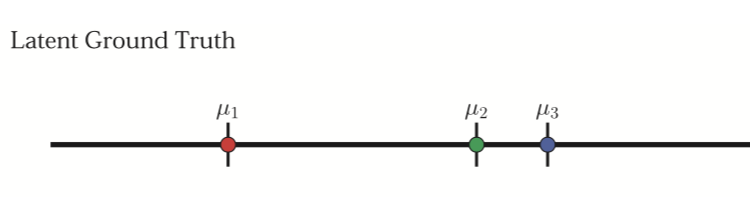 Latent Ground Truth
μ1 μ2 μ3